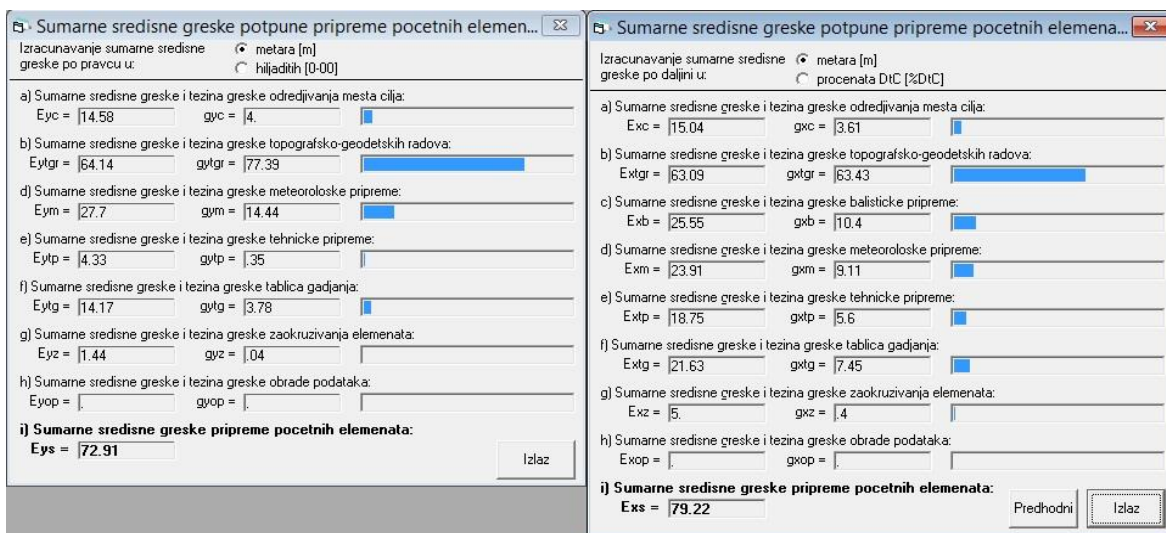 Sumarne sredisne greske potpune pripreme pocetnih elemen...
Izracunavanje sumarne sredisne
greske po pravcu u:
metara [m]
hiljaditih [0-00]
a) Sumarne sredisne greske i tezina greske odredjivanja mesta cilja:
Eyc = 14.58 gyc = 4.
b) Sumarne sredisne greske i tezina greske topografsko-geodetskih radova:
Eytgr = 64.14 gytgr = 77.39
d) Sumarne sredisne greske i tezina greske meteoroloske pripreme:
Eym = 27.7 gym = 14.44
e) Sumarne sredisne greske i tezina greske tehnicke pripreme:
Eytp = 4.33 gytp = .35
f) Sumarne sredisne greske i tezina greske tablica gadjanja:
Eytg = 14.17 gytg = 3.78
g) Sumarne sredisne greske i tezina greske zaokruzivanja elemenata:
Eyz = 1.44 gyz = .04
h) Sumarne sredisne greske i tezina greske obrade podataka:
Eyop = . gyop = .
i) Sumarne sredisne greske pripreme pocetnih elemenata:
Eys = 72.91
Izlaz
Sumarne sredisne greske potpune pripreme pocetnih elemena...
Izracunavanje sumarne sredisne
greske po daljini u:
metara [m]
procenata DtC [%DtC]
a) Sumarne sredisne greske i tezina greske odredjivanja mesta cilja:
Exc = 15.04 gxc = 3.61
b) Sumarne sredisne greske i tezina greske topografsko-geodetskih radova:
Extgr = 63.09 gxtgr = 63.43
c) Sumarne sredisne greske i tezina greske balisticke pripreme:
Exb = 25.55 gxb = 10.4
d) Sumarne sredisne greske i tezina greske meteoroloske pripreme:
Exm = 23.91 gxm = 9.11
e) Sumarne sredisne greske i tezina greske tehnicke pripreme:
Extp = 18.75 gxtp = 5.6
f) Sumarne sredisne greske i tezina greske tablica gadjanja:
Extg = 21.63 gxtg = 7.45
g) Sumarne sredisne greske i tezina greske zaokruzivanja elemenata:
Exz = 5. gxz = .4
h) Sumarne sredisne greske i tezina greske obrade podataka:
Exop = . gxop = .
i) Sumarne sredisne greske pripreme pocetnih elemenata:
Exs = 79.22
Predhodni Izlaz